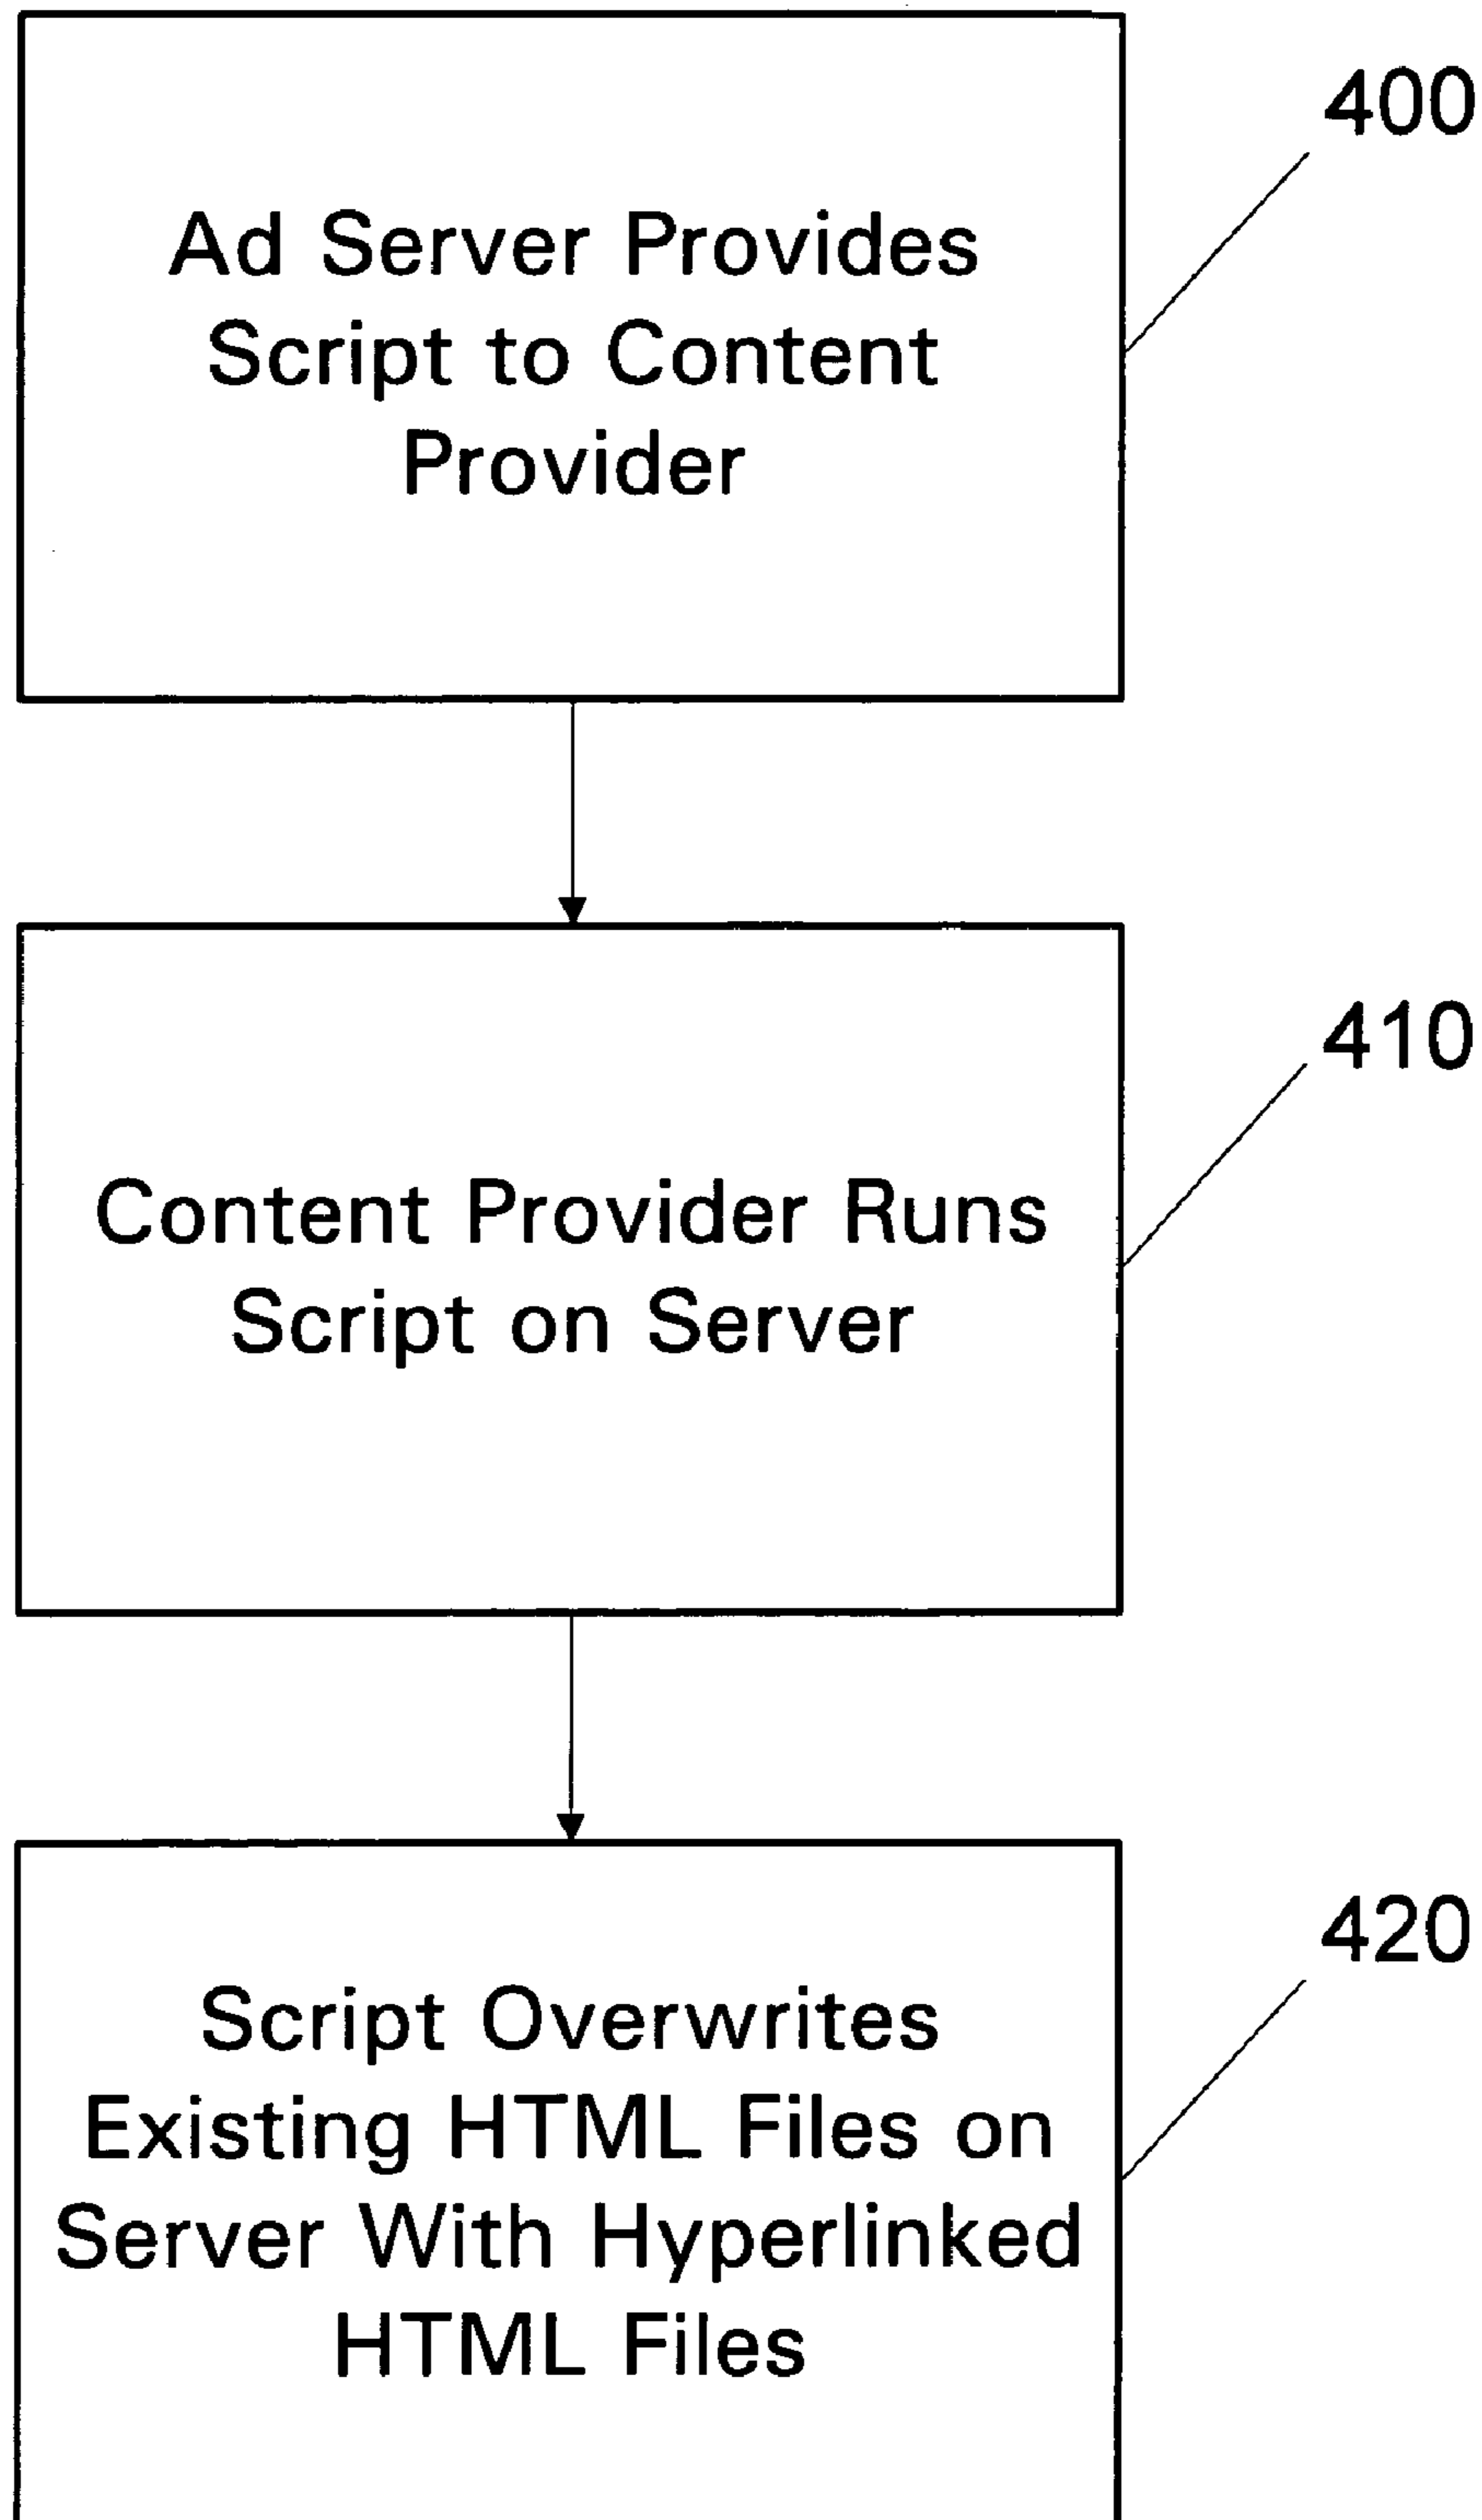 400
Ad Server Provides
Script to Content
Provider
410
Content Provider Runs
Script on Server
420
Script Overwrites
Existing HTML Files on
Server With Hyperlinked
HTML Files